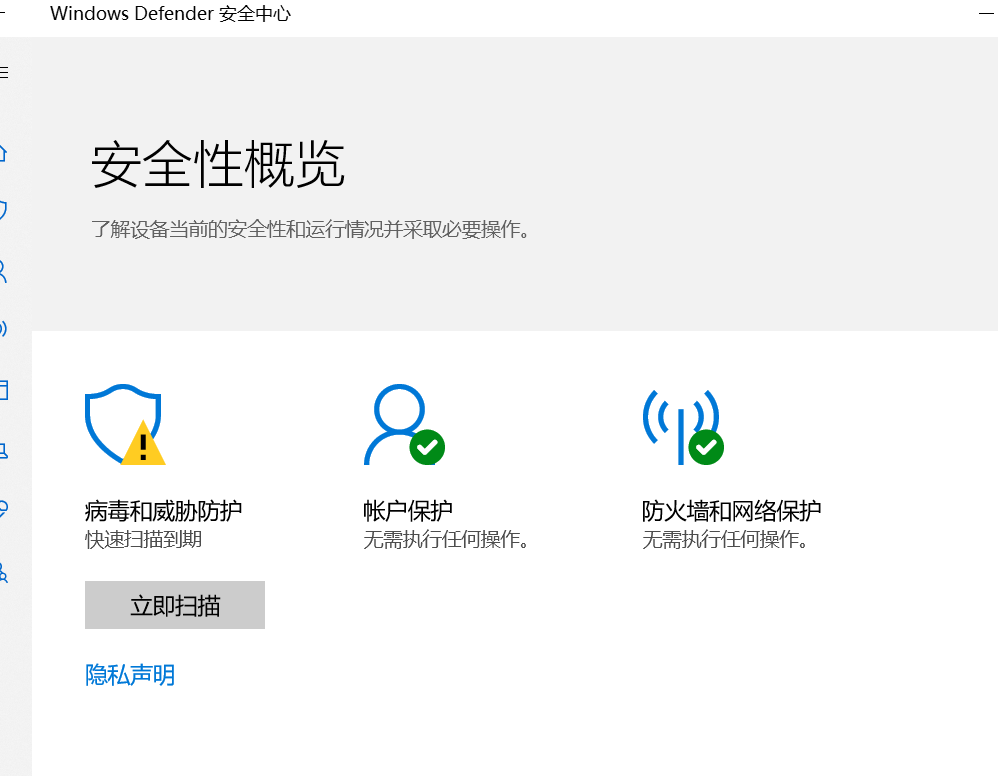 Windows Defender 安全中心
安全性概览
了解设备当前的安全性和运行情况并采取必要操作。
病毒和威胁防护
快速扫描到期
立即扫描
隐私声明
帐户保护
无需执行任何操作。
防火墙和网络保护
无需执行任何操作。